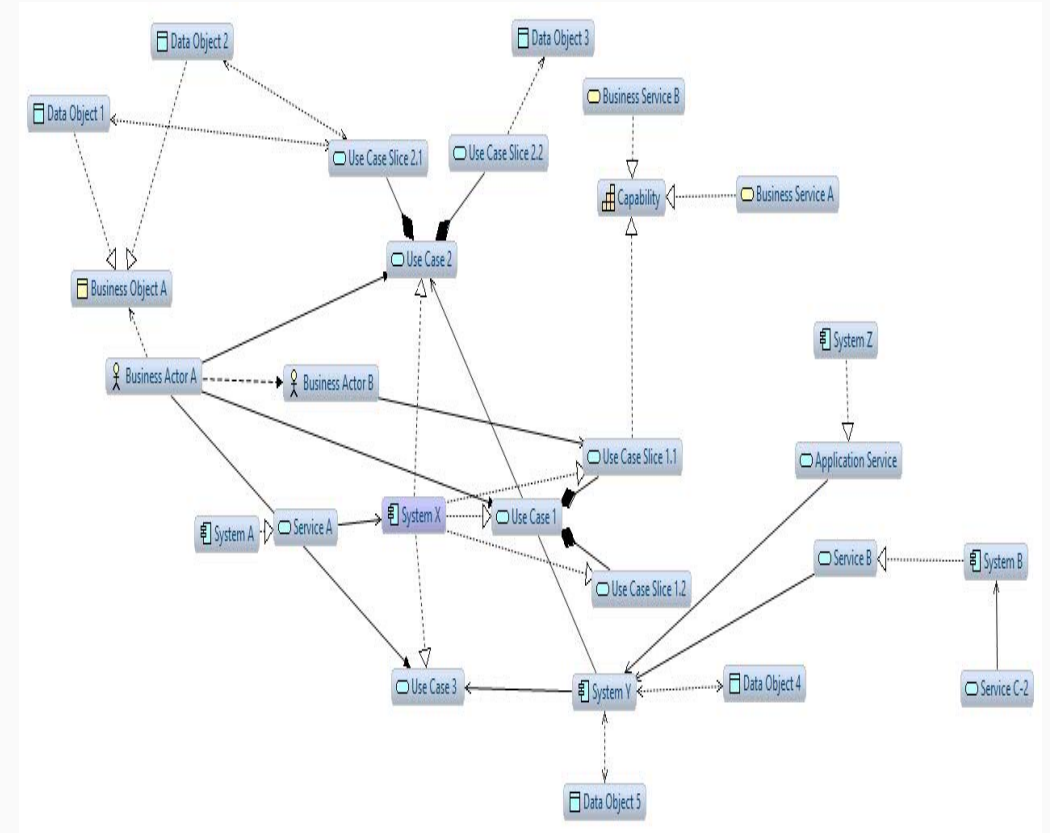 Data Object 2
Data Object 3
Business Service B
Data Object 1
Use Case Slice 2.1
Use Case Slice 2.2
Capability
Business Service A
Use Case 2
Business Object A
System Z
Business Actor A
Business Actor B
Use Case Slice 1.1
Application Service
System X
Use Case 1
System A
Service A
Service B
System B
Use Case Slice 1.2
Use Case 3
System Y
Data Object 4
Service C-2
Data Object 5